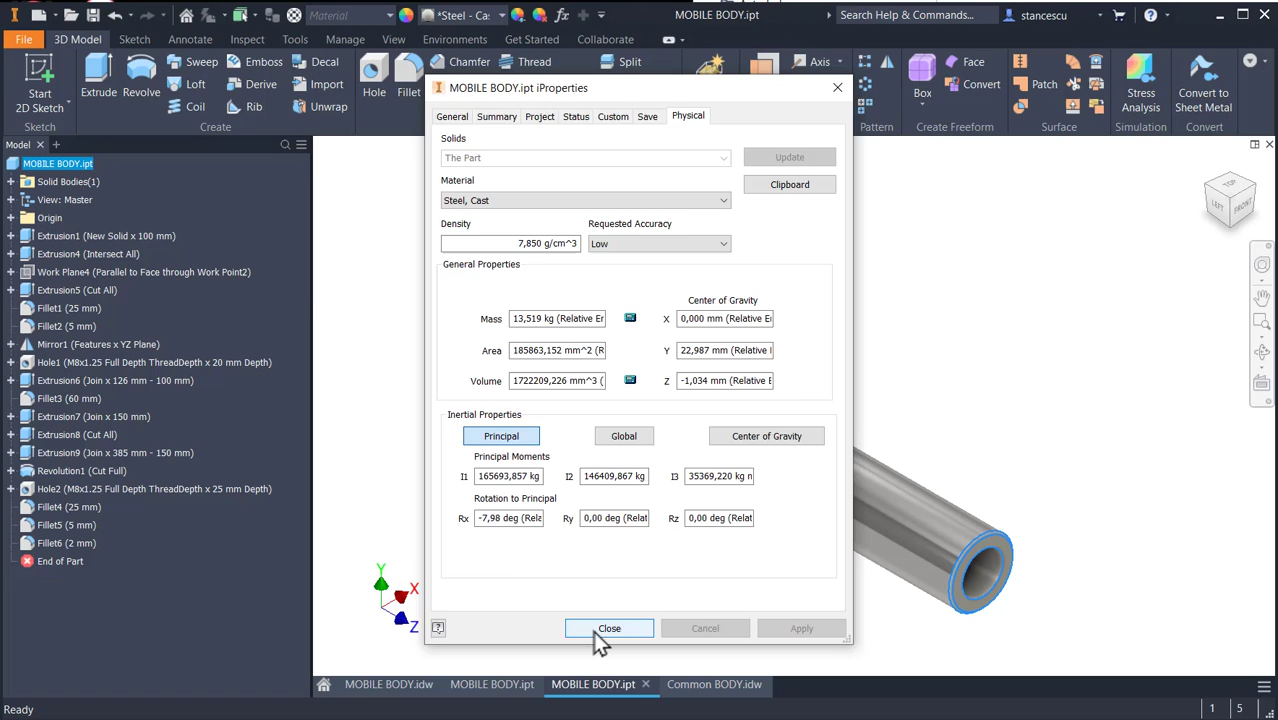 Material
*Steel - Cas
MOBILE BODY.ipt
Search Help & Commands...
stancescu
File 3D Model Sketch Annotate Inspect Tools Manage View Environments Get Started Collaborate
Start
2D Sketch
Extrude
Revolve
Sweep
Loft
Coil
Emboss
Derive
Rib
Decal
Import
Unwrap
Hole
Fillet
Chamfer
Thread
Split
Axis
Box
Face
Convert
Patch
Stress
Analysis
Convert to
Sheet Metal
Sketch
Create
Pattern
Create Freeform
Surface
Simulation
Convert
Model
MOBILE BODY.ipt
Solid Bodies(1)
View: Master
Origin
Extrusion1 (New Solid x 100 mm)
Extrusion4 (Intersect All)
Work Plane4 (Parallel to Face through Work Point2)
Extrusion5 (Cut All)
Fillet1 (25 mm)
Fillet2 (5 mm)
Mirror1 (Features x YZ Plane)
Hole1 (M8x1.25 Full Depth ThreadDepth x 20 mm Depth)
Extrusion6 (Join x 126 mm - 100 mm)
Fillet3 (60 mm)
Extrusion7 (Join x 150 mm)
Extrusion8 (Cut All)
Extrusion9 (Join x 385 mm - 150 mm)
Revolution1 (Cut Full)
Hole2 (M8x1.25 Full Depth ThreadDepth x 25 mm Depth)
Fillet4 (25 mm)
Fillet5 (5 mm)
Fillet6 (2 mm)
End of Part
MOBILE BODY.ipt iProperties
General Summary Project Status Custom Save Physical
Solids
The Part
Update
Material
Clipboard
Steel, Cast
Density Requested Accuracy
7,850 g/cm^3 Low
General Properties
Center of Gravity
Mass 13,519 kg (Relative Er X 0,000 mm (Relative E
Area 185863,152 mm^2 (R Y 22,987 mm (Relative
Volume 1722209,226 mm^3 ( Z -1,034 mm (Relative E
Inertial Properties
Principal Global Center of Gravity
Principal Moments
I1 165693,857 kg I2 146409,867 kg I3 35369,220 kg
Rotation to Principal
Rx -7,98 deg (Rela Ry 0,00 deg (Relat Rz 0,00 deg (Relat
Close Cancel Apply
TOP
LEFT
FRONT
Y
X
Z
MOBILE BODY.idw MOBILE BODY.ipt MOBILE BODY.ipt Common BODY.idw
Ready
1 5